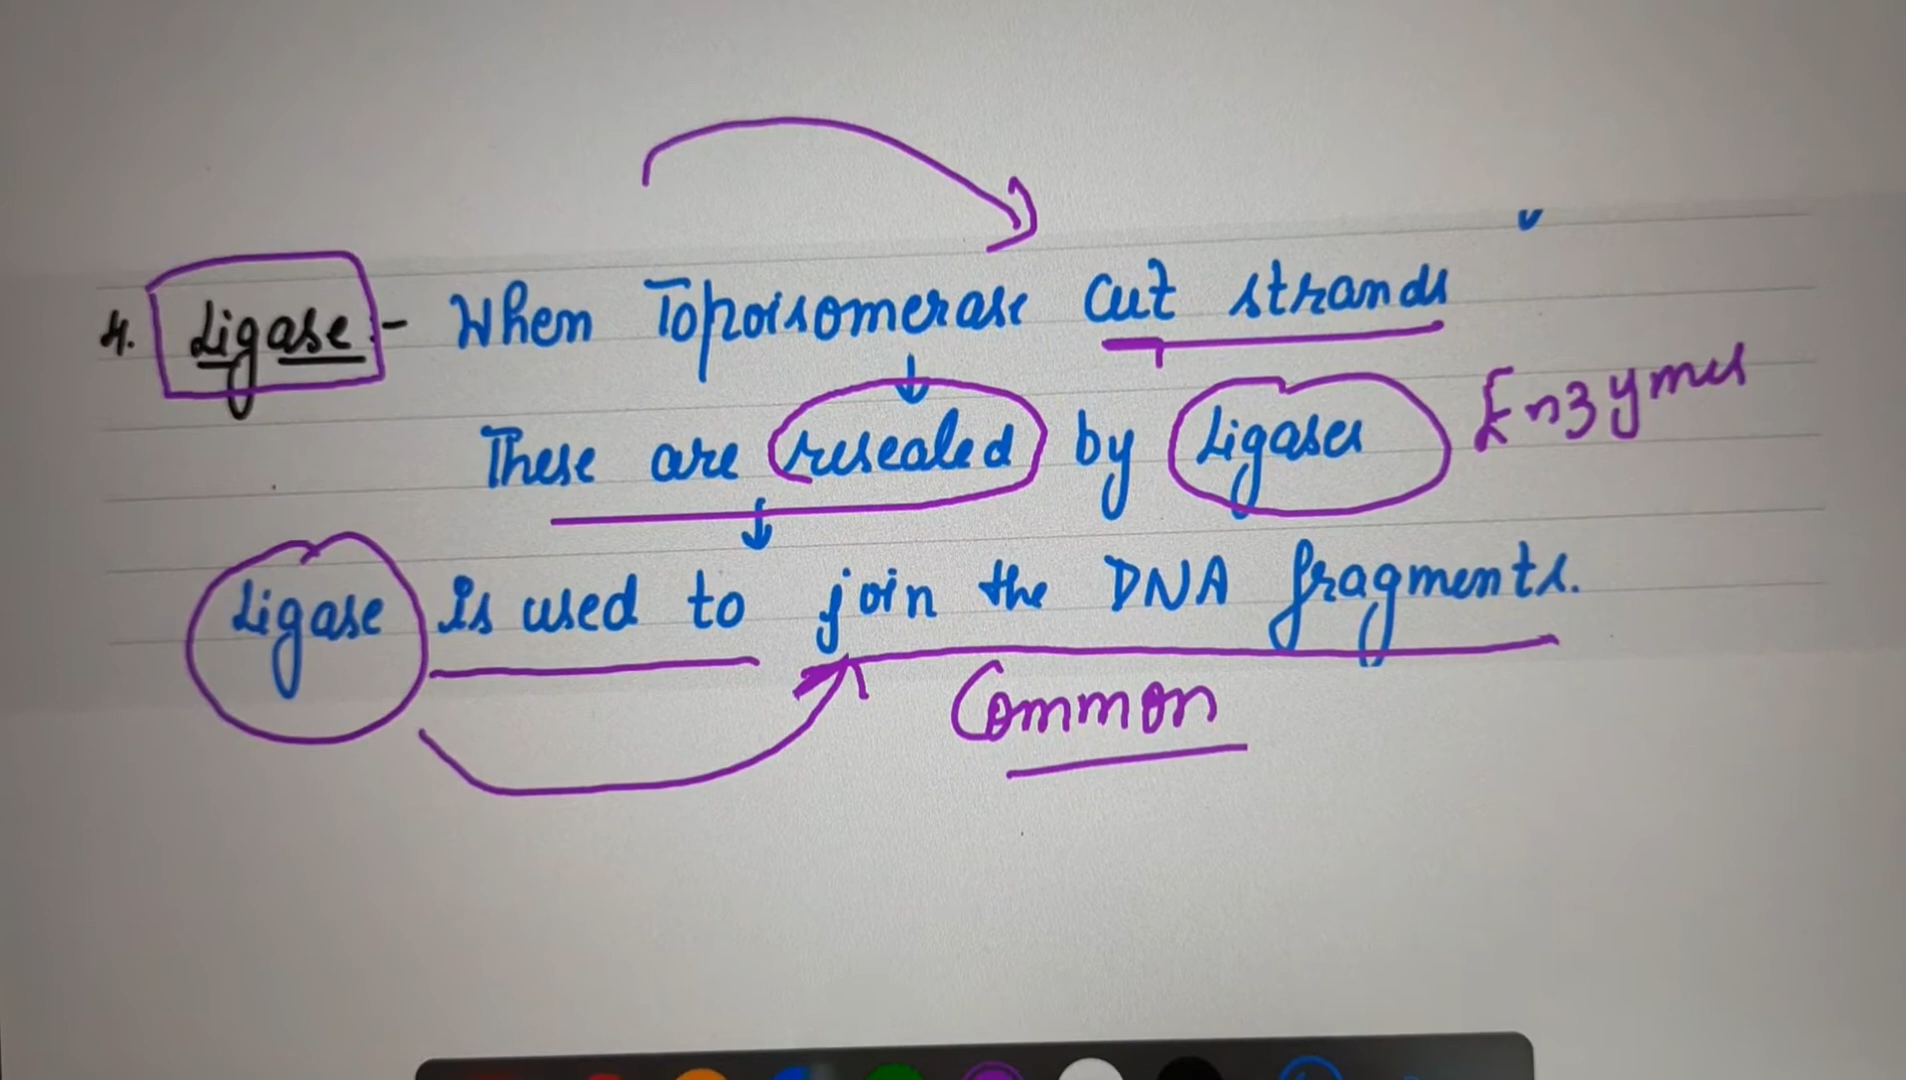 4. Ligase - When Topoisomerase cut strands
These are resealed by Ligases Enzymes
Ligase Is used to join the DNA fragments.
Common